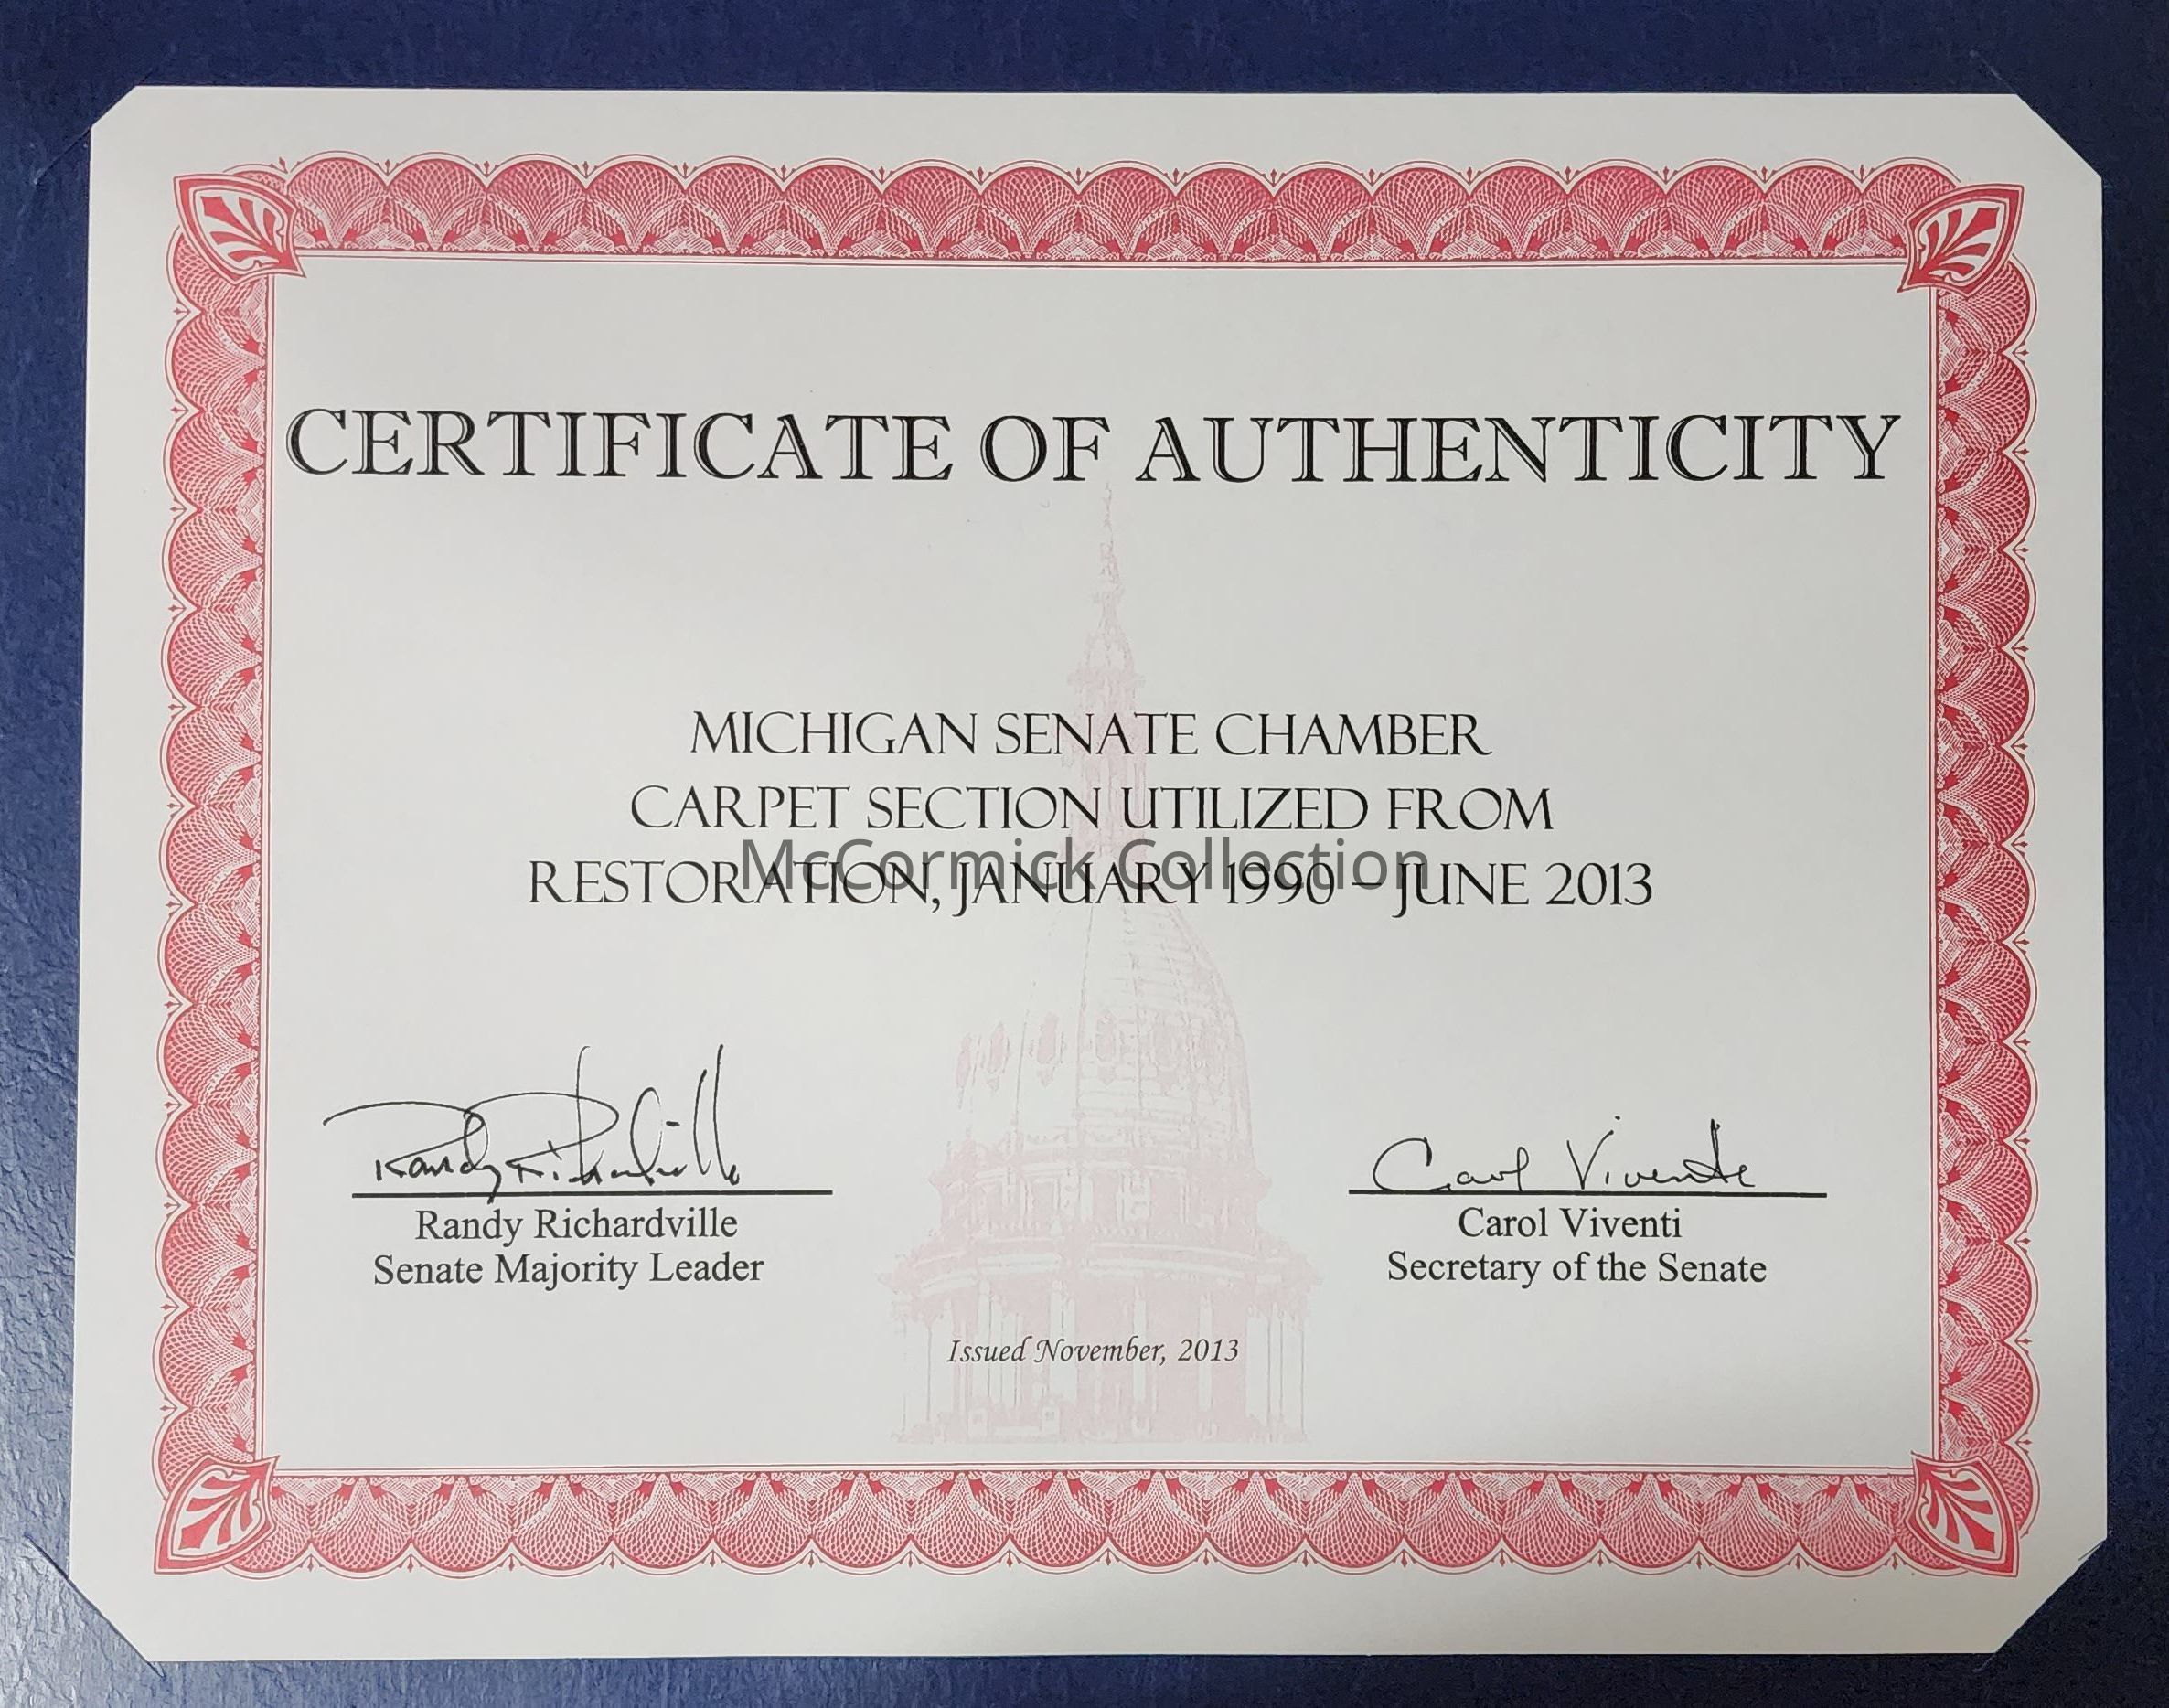 CERTIFICATE OF AUTHENTICITY
MICHIGAN SENATE CHAMBER
CARPET SECTION UTILIZED FROM
McCormick Collection
RESTORATION, JANUARY 1990 – JUNE 2013
Randy Richardville
Carol Viventi
Randy Richardville
Senate Majority Leader
Carol Viventi
Secretary of the Senate
Issued November, 2013